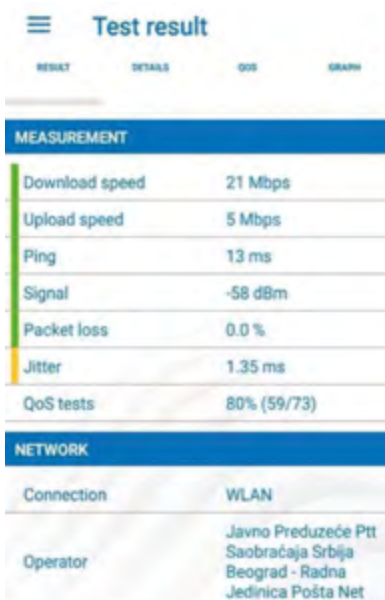 Test result
RESULT DETAILS QOS GRAPH
MEASUREMENT
Download speed 21 Mbps
Upload speed 5 Mbps
Ping 13 ms
Signal -58 dBm
Packet loss 0.0 %
Jitter 1.35 ms
QoS tests 80% (59/73)
NETWORK
Connection WLAN
Operator Javno Preduzeće Ptt
Saobraćaja Srbija
Beograd - Radna
Jedinica Pošta Net